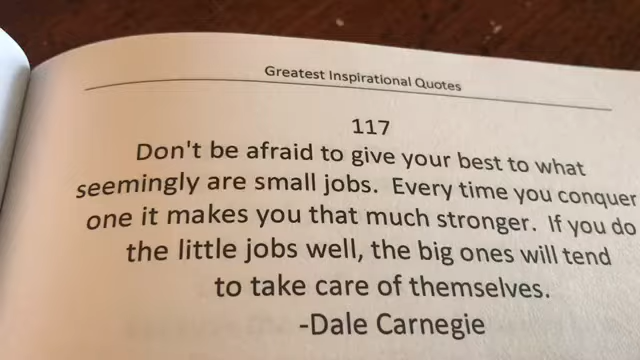 Greatest Inspirational Quotes
117
Don't be afraid to give your best to what
seemingly are small jobs. Every time you conquer
one it makes you that much stronger. If you do
the little jobs well, the big ones will tend
to take care of themselves.
-Dale Carnegie